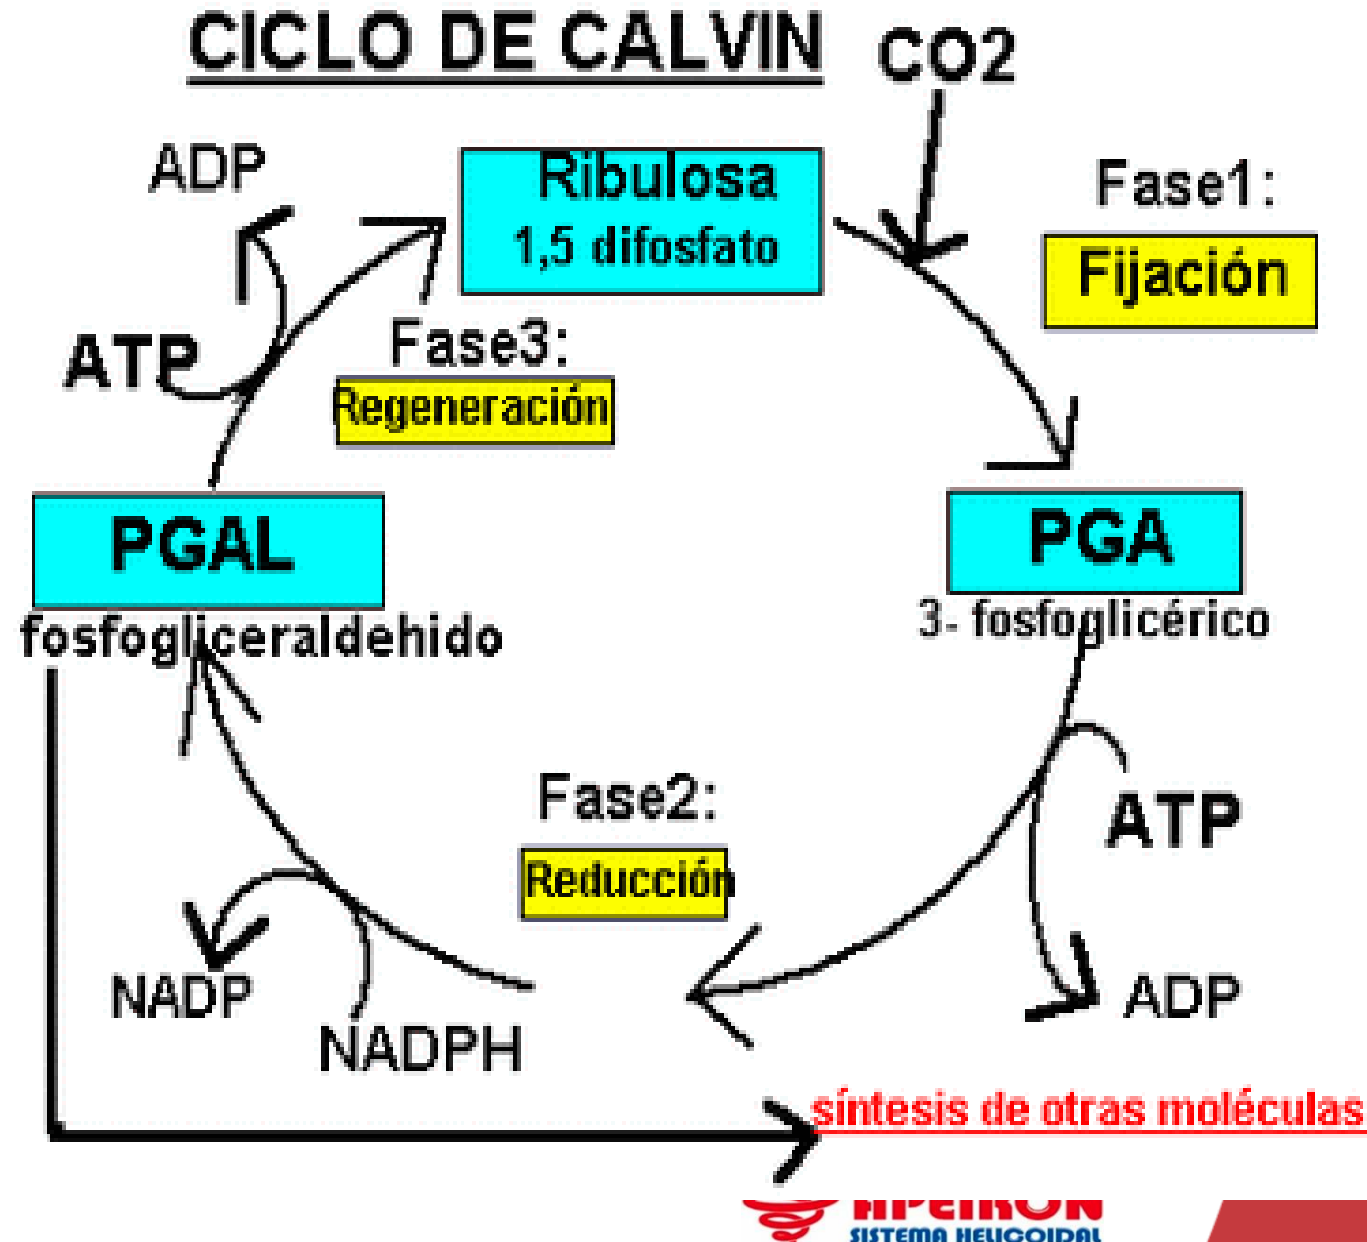 CICLO DE CALVIN
CO2
ADP
Ribulosa
1,5 difosfato
Fase1:
Fijación
ATP
Fase3:
Regeneración
PGAL
fosfogliceraldehido
PGA
3- fosfoglicérico
Fase2:
Reducción
ATP
NADP
NADPH
ADP
síntesis de otras moléculas
APEIRON
SISTEMA HELICOIDAL